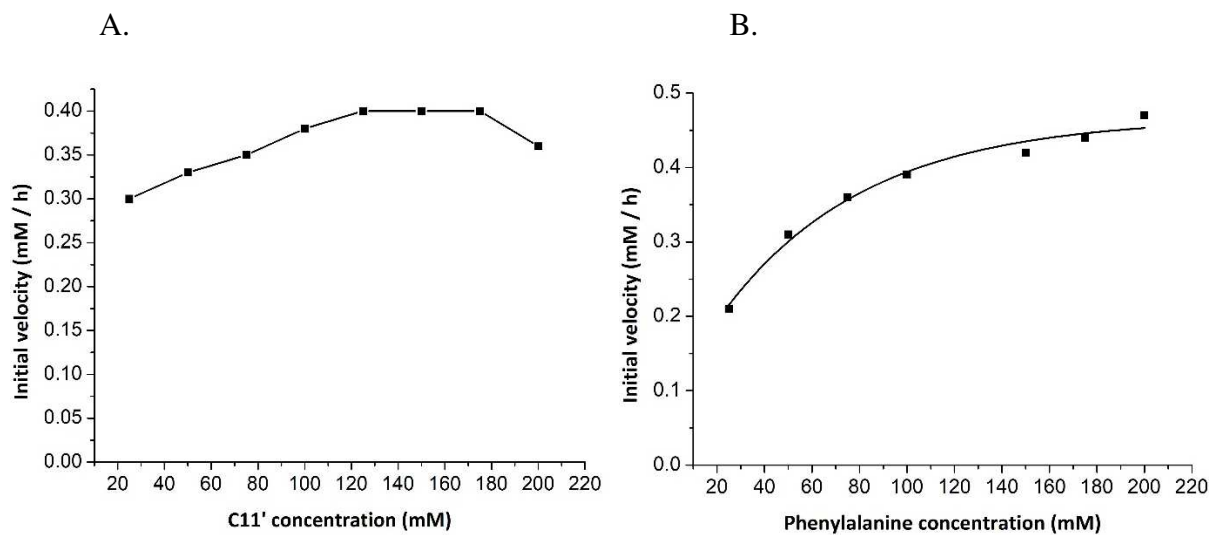 A.
B.
Initial velocity (mM / h)
0.40
0.35
0.30
0.25
0.20
0.15
0.10
0.05
0.00
20 40 60 80 100 120 140 160 180 200 220
C11' concentration (mM)
Initial velocity (mM / h)
0.5
0.4
0.3
0.2
0.1
0.0
20 40 60 80 100 120 140 160 180 200 220
Phenylalanine concentration (mM)